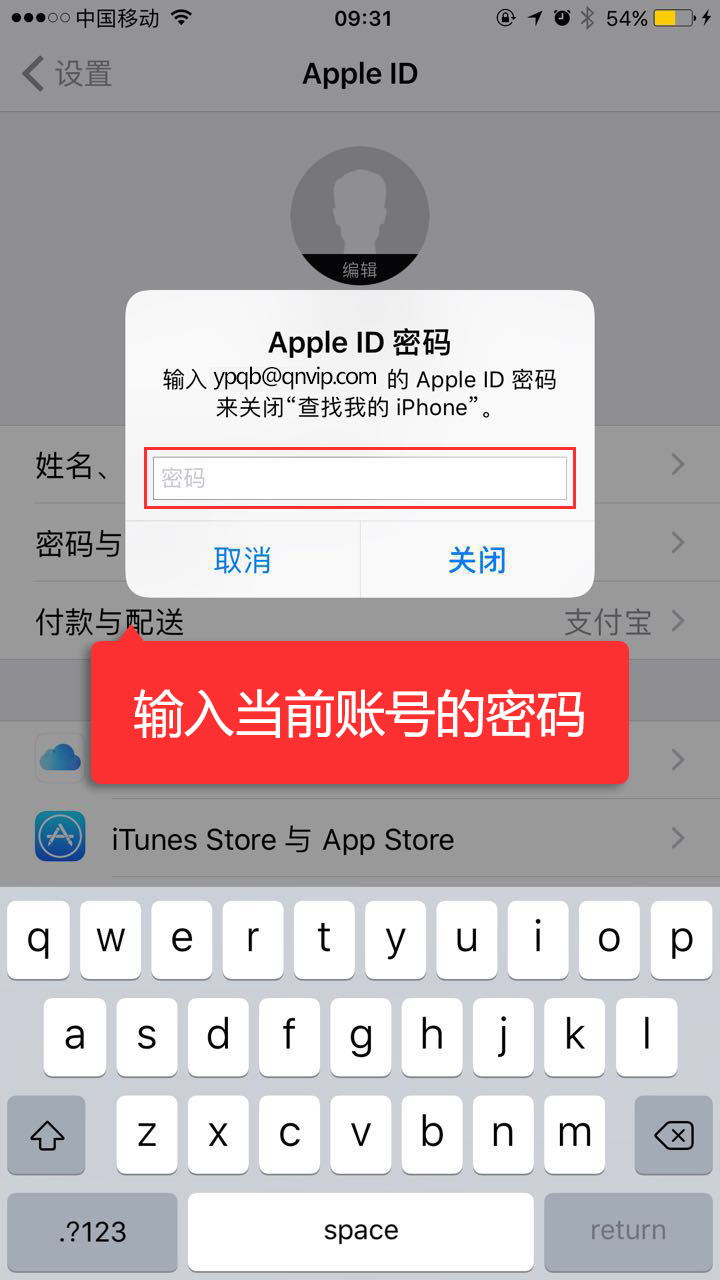 中国移动 09:31 54%
设置 Apple ID
编辑
Apple ID 密码
输入 ypqb@qnvip.com 的 Apple ID 密码
来关闭“查找我的 iPhone”。
姓名、
密码
密码与
取消 关闭
付款与配送 支付宝
输入当前账号的密码
iTunes Store 与 App Store
q w e r t y u i o p
a s d f g h j k l
z x c v b n m
.?123 space return